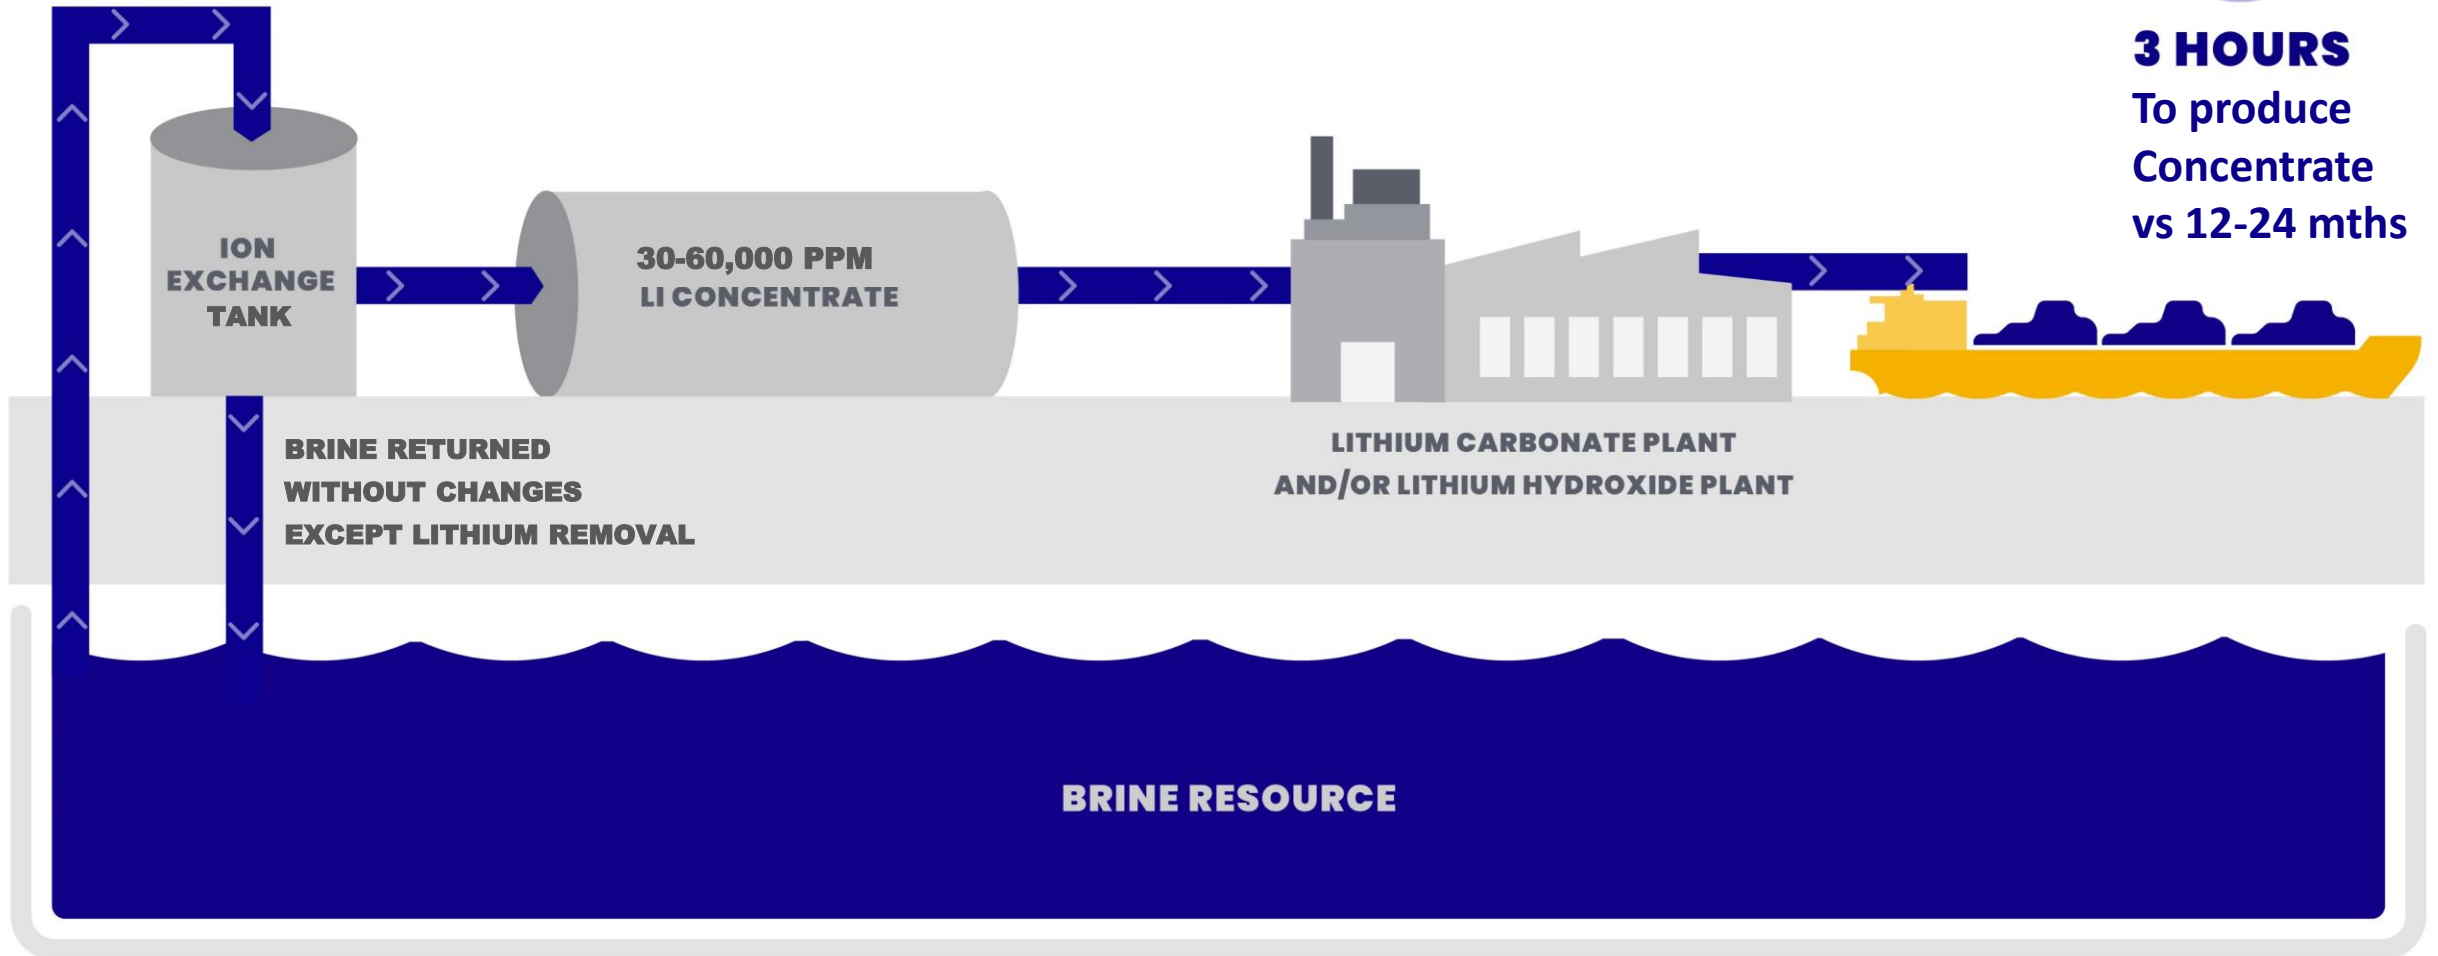 3 HOURS
To produce
Concentrate
vs 12-24 mths
ION
EXCHANGE
TANK
30-60,000 PPM
LI CONCENTRATE
BRINE RETURNED
WITHOUT CHANGES
EXCEPT LITHIUM REMOVAL
LITHIUM CARBONATE PLANT
AND/OR LITHIUM HYDROXIDE PLANT
BRINE RESOURCE